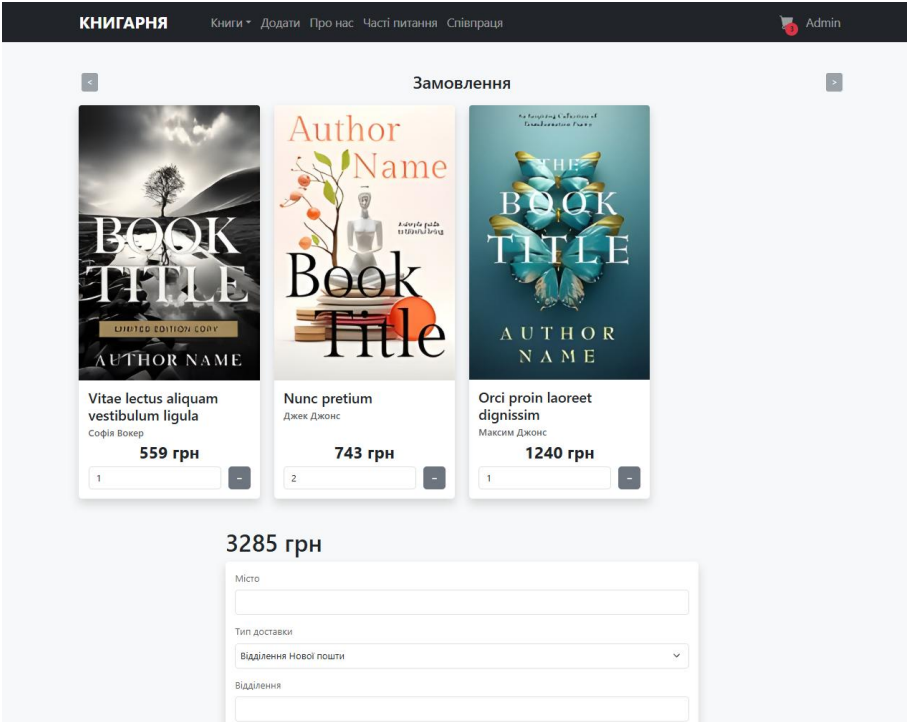 КНИГАРНЯ Книги Додати Про нас Часті питання Співпраця Admin
< Замовлення >
BOOK
TITLE
LIMITED EDITION COPY
AUTHOR NAME
Author
Name
Book
Title
THE
BOOK
TITLE
AUTHOR
NAME
Vitae lectus aliquam
vestibulum ligula
Софія Вокер
559 грн
1 −
Nunc pretium
Джек Джонс
743 грн
2 −
Orci proin laoreet
dignissim
Максим Джонс
1240 грн
1 −
3285 грн
Місто
Тип доставки
Відділення Нової пошти
Відділення